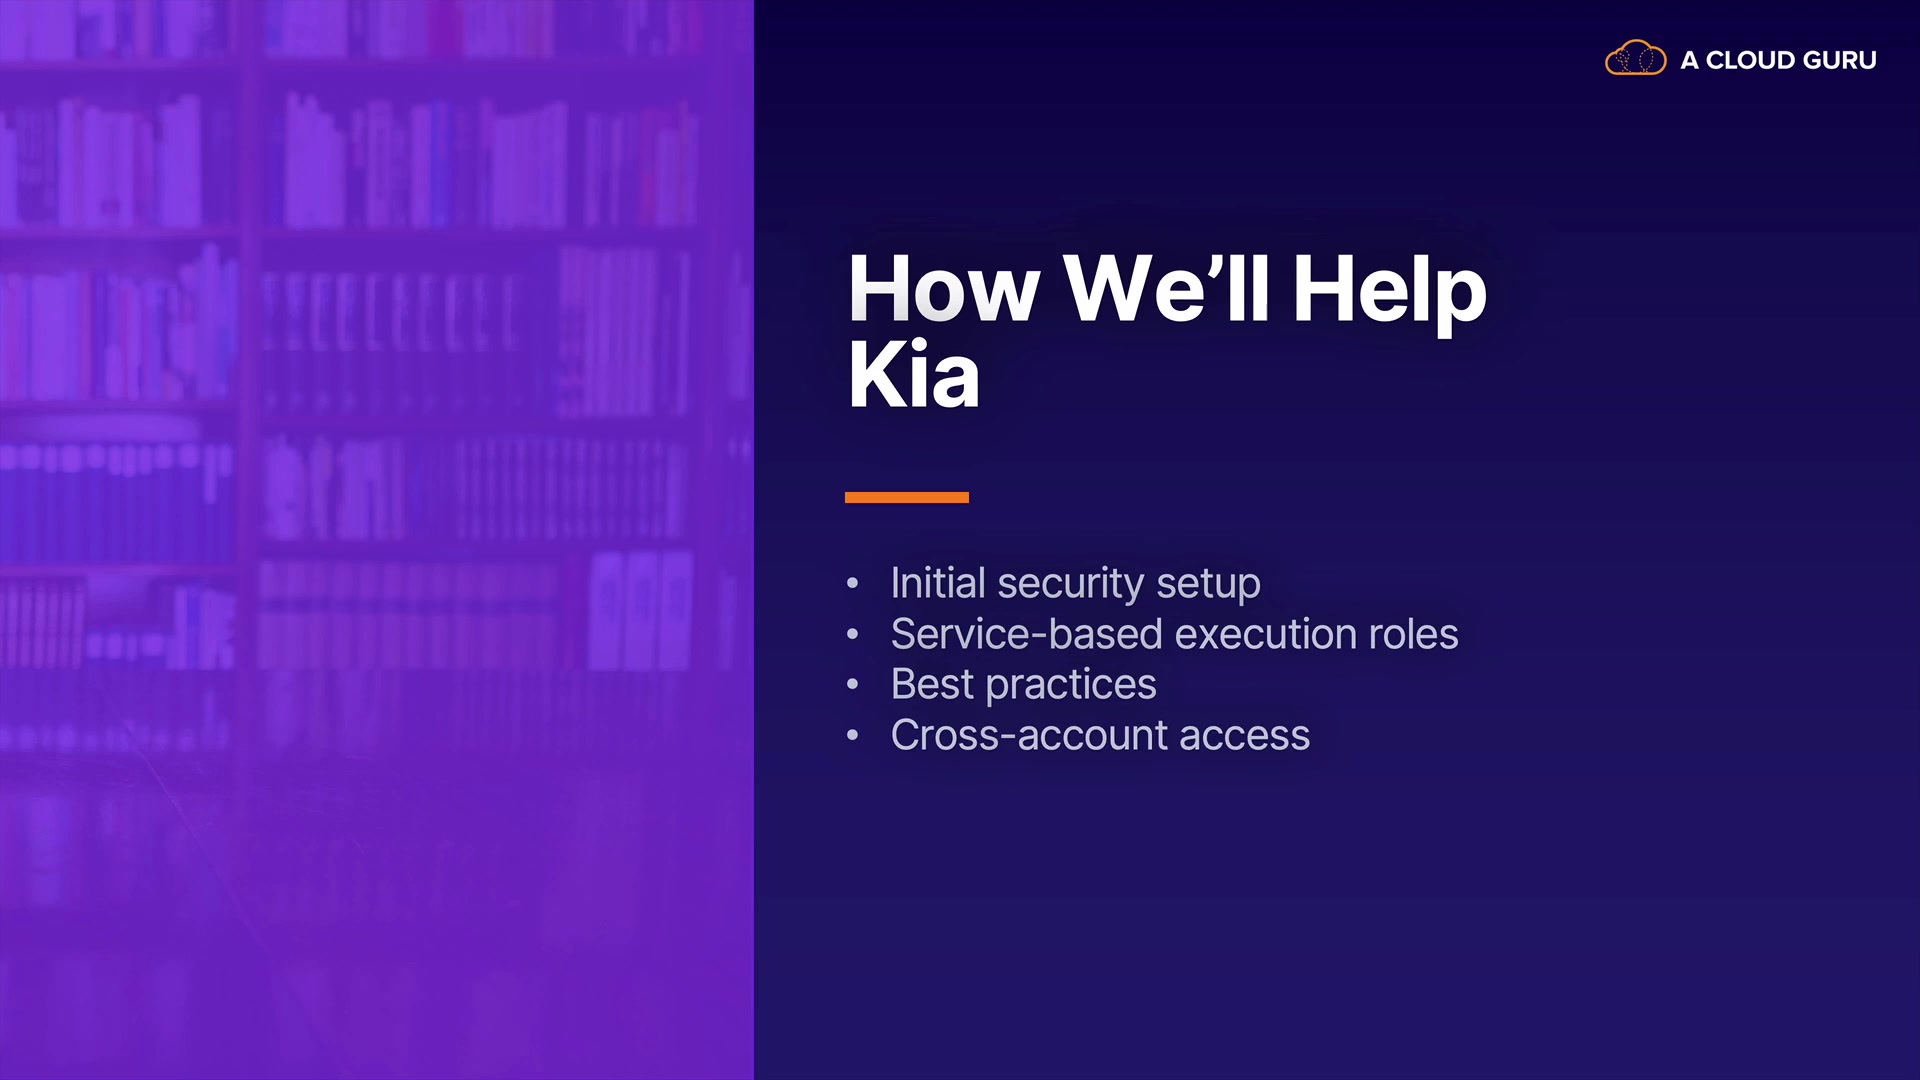 A CLOUD GURU
How We’ll Help
Kia
• Initial security setup
• Service-based execution roles
• Best practices
• Cross-account access